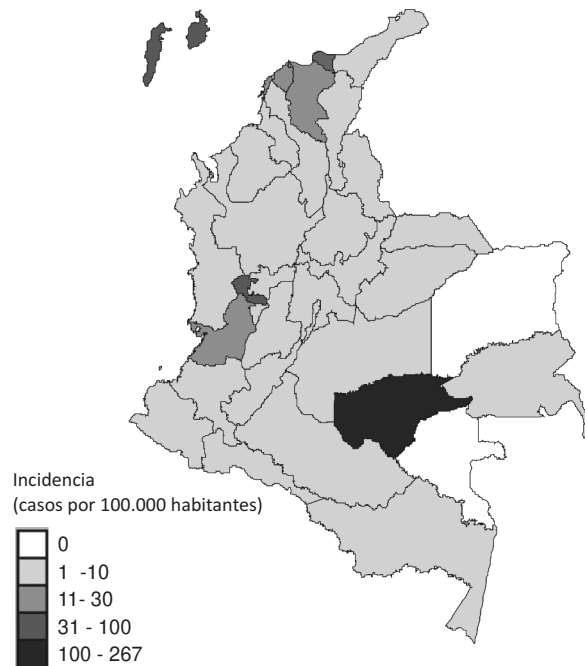 Incidencia
(casos por 100.000 habitantes)
0
1 -10
11- 30
31 - 100
100 - 267